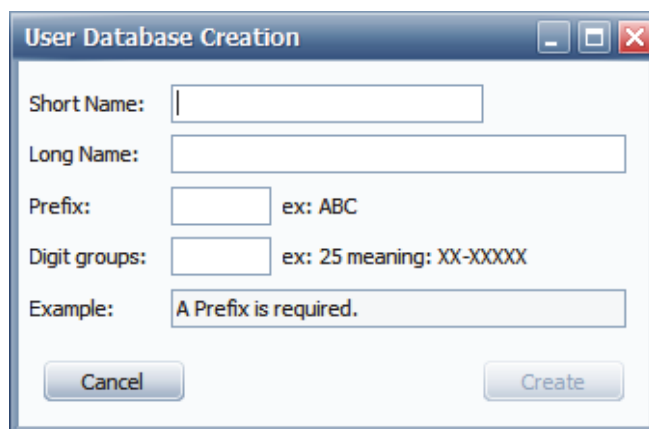 User Database Creation
Short Name:
Long Name:
Prefix: ex: ABC
Digit groups: ex: 25 meaning: XX-XXXXX
Example: A Prefix is required.
Cancel Create